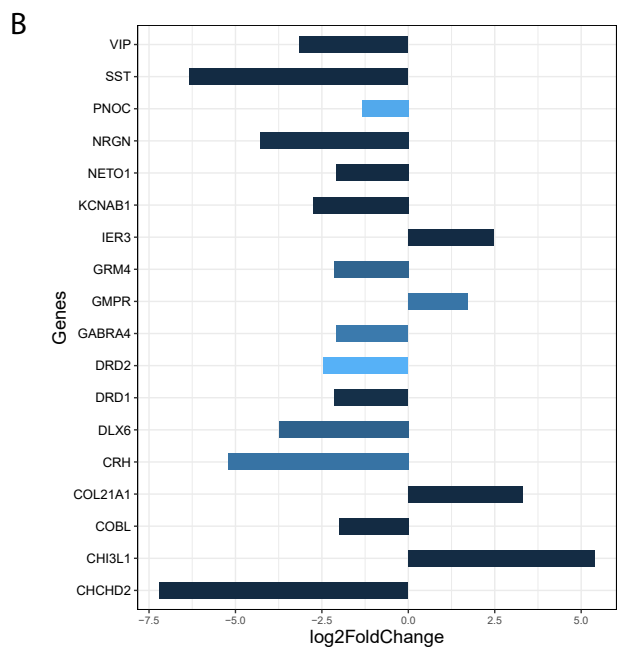 B
VIP
SST
PNOC
NRGN
NETO1
KCNAB1
IER3
GRM4
GMPR
GABRA4
DRD2
DRD1
DLX6
CRH
COL21A1
COBL
CHI3L1
CHCHD2
Genes
−7.5 −5.0 −2.5 0.0 2.5 5.0
log2FoldChange